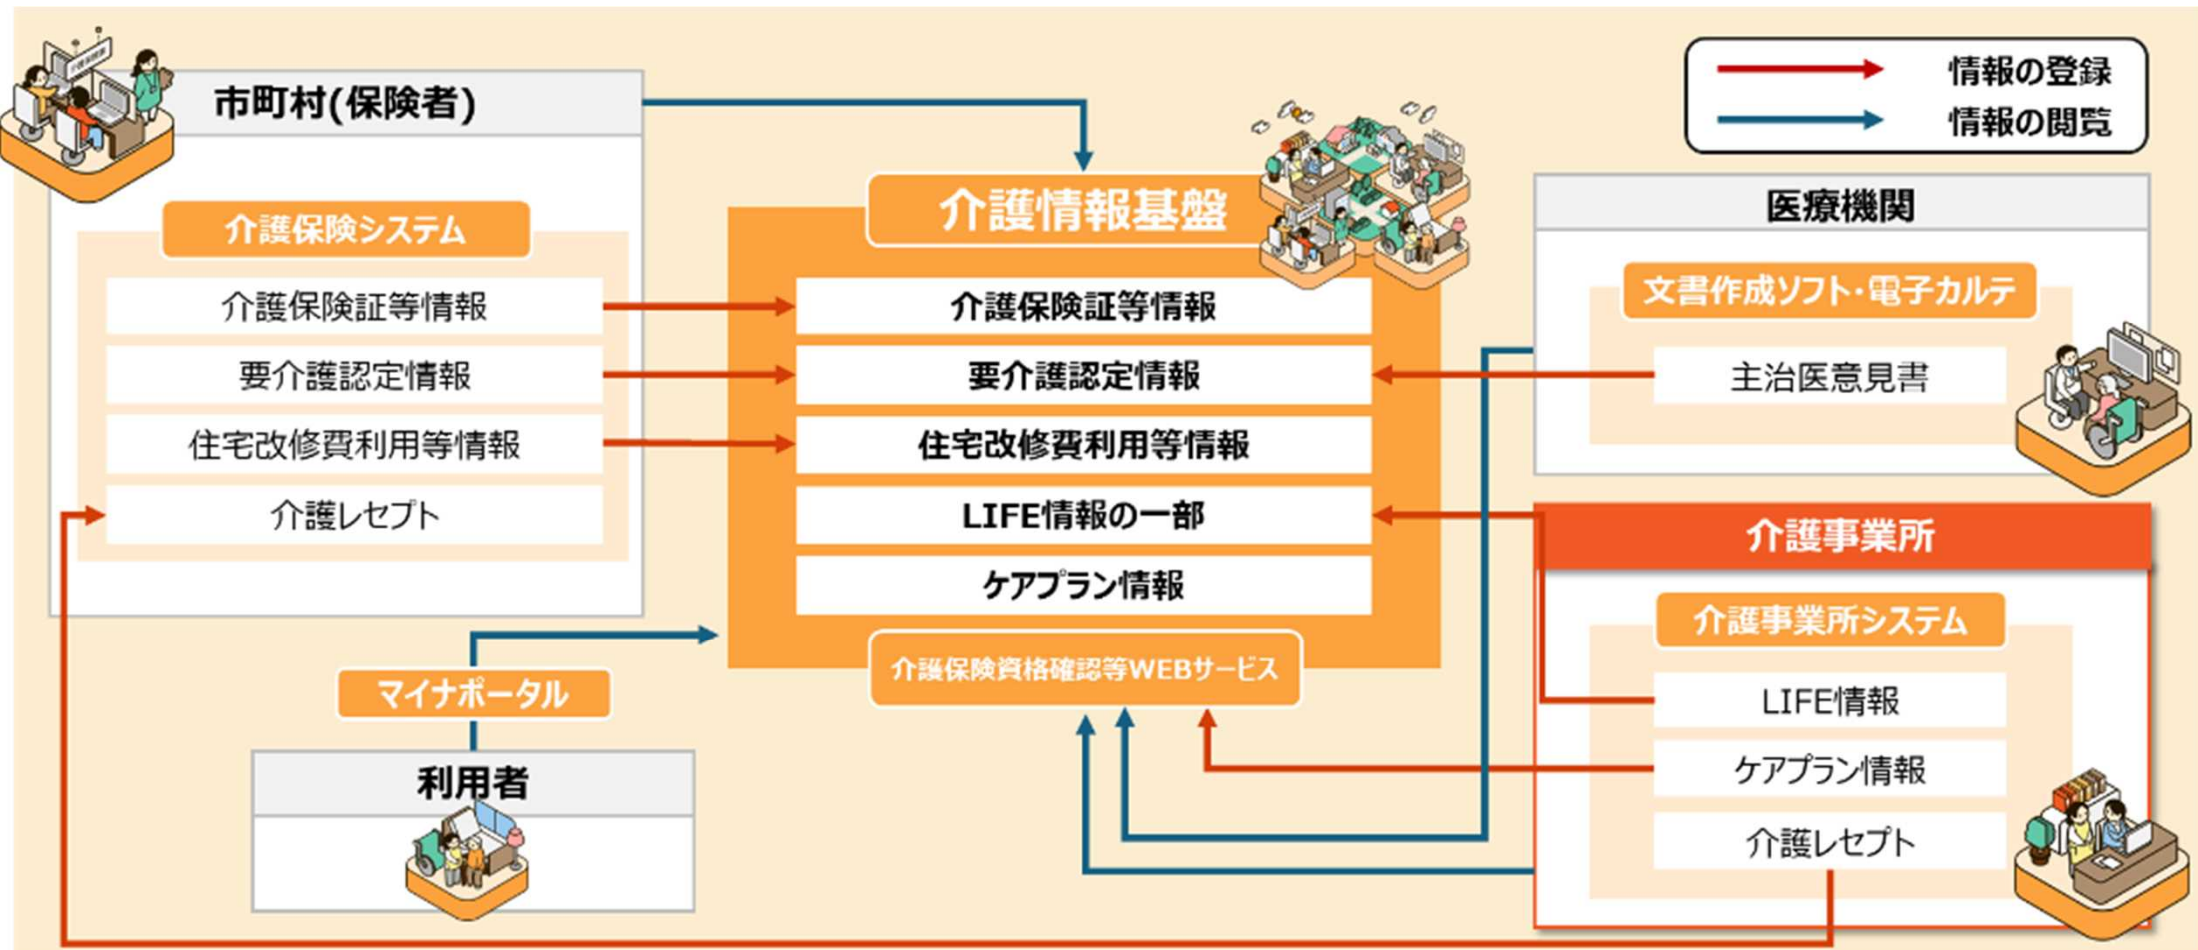 市町村(保険者)
介護保険システム
介護保険証等情報
要介護認定情報
住宅改修費利用等情報
介護レセプト
マイナポータル
利用者
介護情報基盤
介護保険証等情報
要介護認定情報
住宅改修費利用等情報
LIFE情報の一部
ケアプラン情報
介護保険資格確認等WEBサービス
情報の登録
情報の閲覧
医療機関
文書作成ソフト・電子カルテ
主治医意見書
介護事業所
介護事業所システム
LIFE情報
ケアプラン情報
介護レセプト